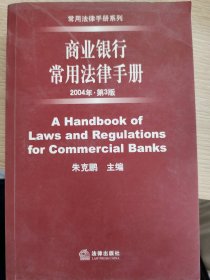 常用法律手册系列
商业银行
常用法律手册
2004年·第3版
A Handbook of
Laws and Regulations
for Commercial Banks
朱克鹏 主编
法律出版社